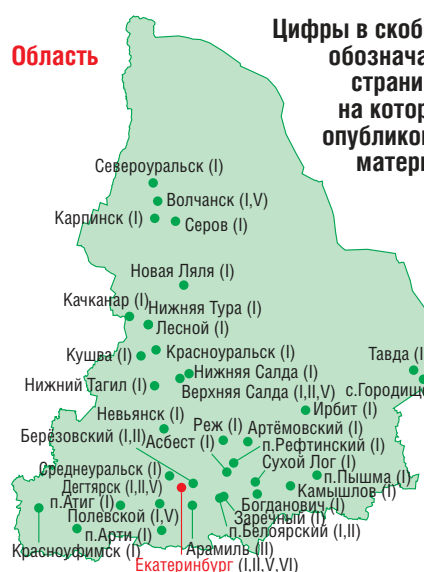 Область
Цифры в скоб
обознача
страни
на котор
опубликов
матери
Североуральск (I)
Волчанск (I,V)
Карпинск (I)
Серов (I)
Новая Ляля (I)
Качканар (I)
Нижняя Тура (I)
Лесной (I)
Кушва (I)
Красноуральск (I)
Тавда (I
Нижняя Салда (I)
Нижний Тагил (I)
Верхняя Салда (I,II,V)
с.Городище
Ирбит (I)
Невьянск (I)
Реж (I)
Артёмовский (I)
Берёзовский (I,II)
Асбест (I)
п.Рефтинский (I)
Сухой Лог (I)
Среднеуральск (I)
п.Пышма (I)
Дегтярск (I,II,V)
Камышлов (I)
п.Атиг (I)
Богданович (I)
Полевской (I,V)
Заречный (I)
п.Арти (I)
п.Белоярский (I,II)
Красноуфимск (I)
Арамиль (II)
Екатеринбург (I,II,V,VI)